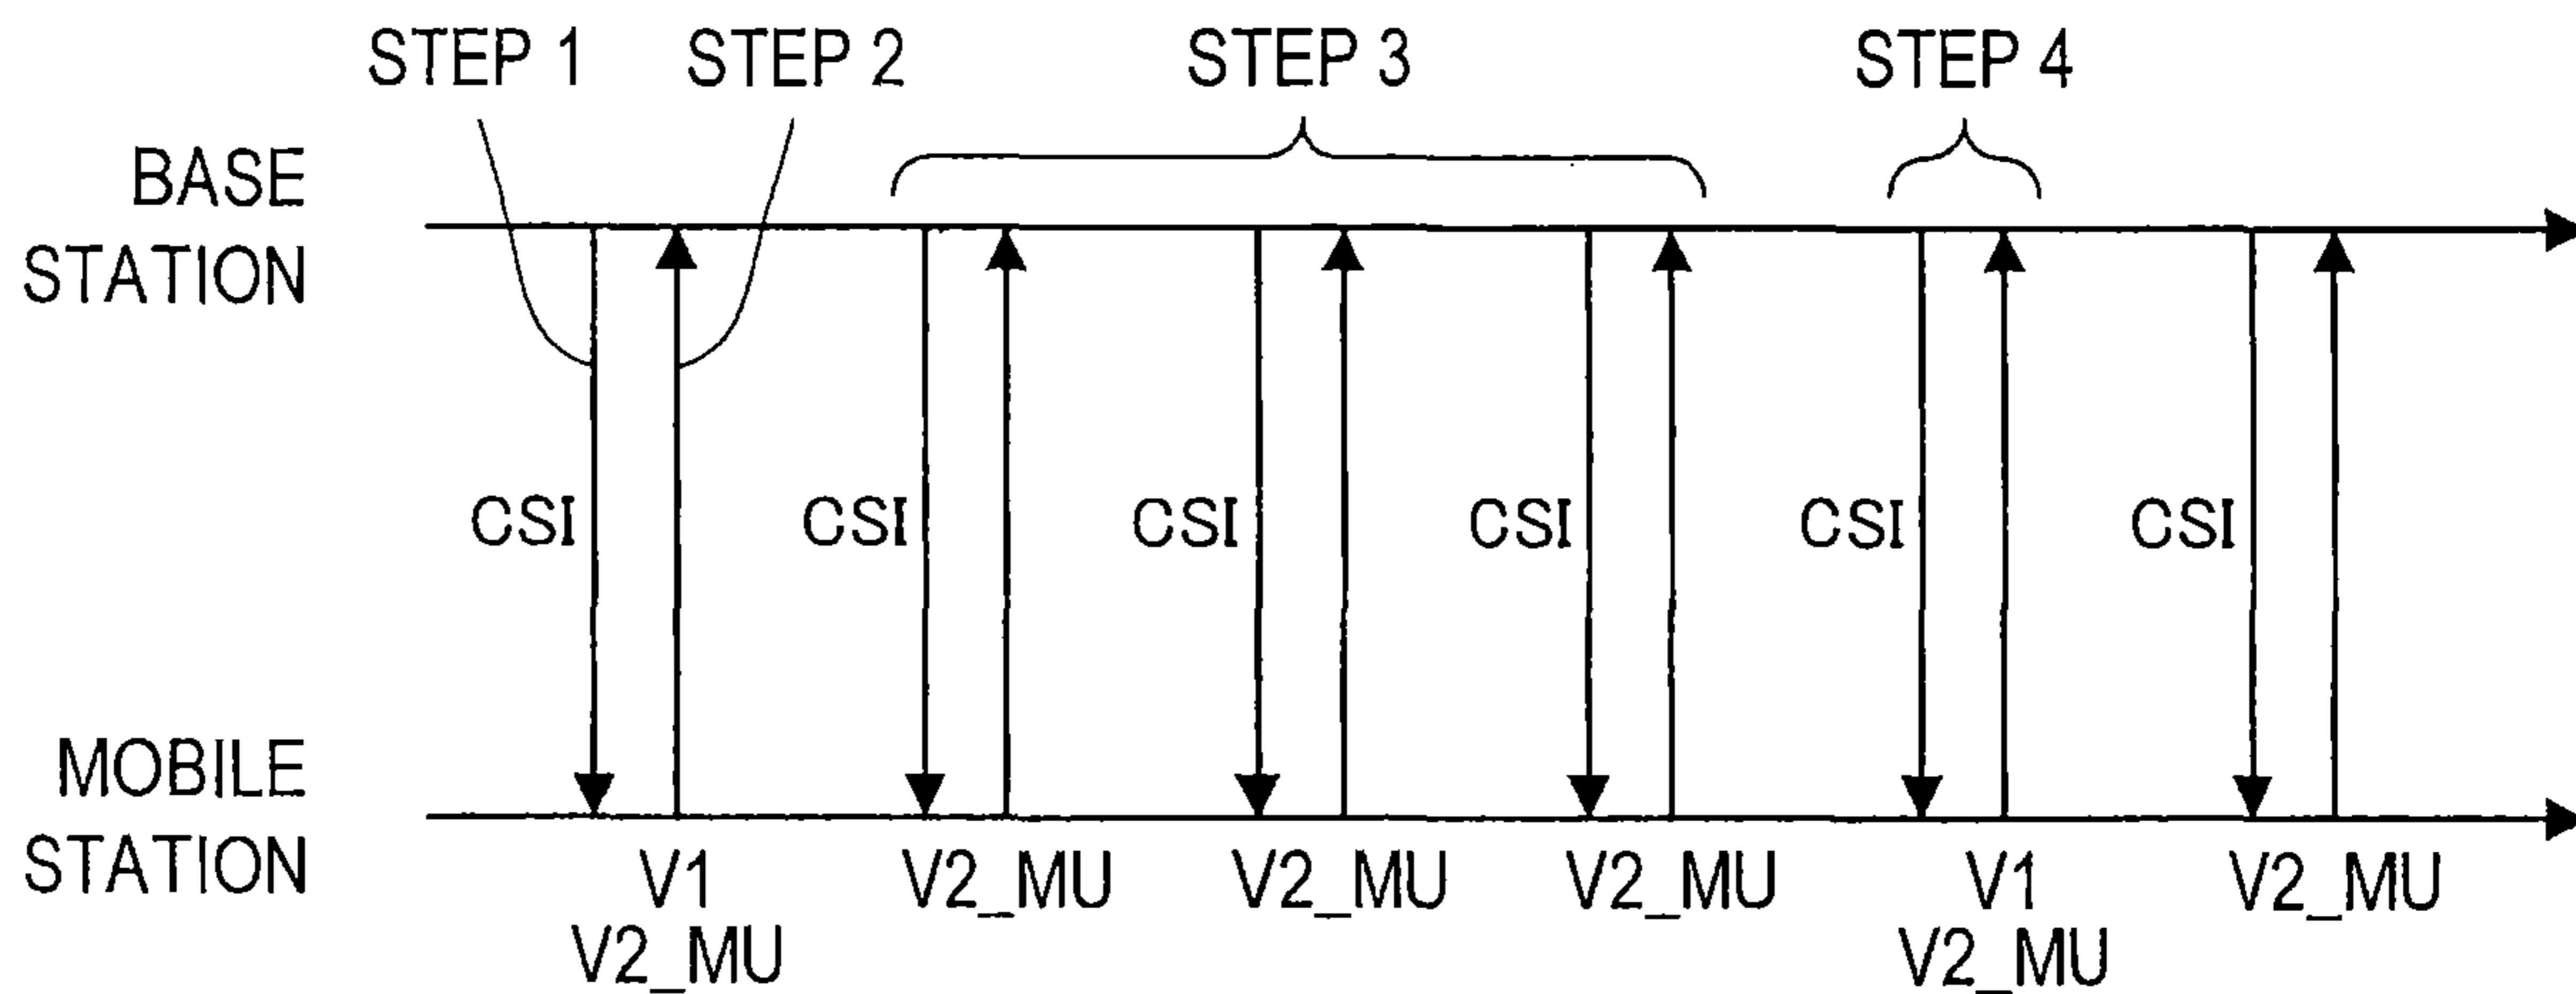 STEP 1
STEP 2
STEP 3
STEP 4
BASE
STATION
CSI
CSI
CSI
CSI
CSI
CSI
MOBILE
STATION
V1
V2_MU
V2_MU
V2_MU
V2_MU
V1
V2_MU
V2_MU